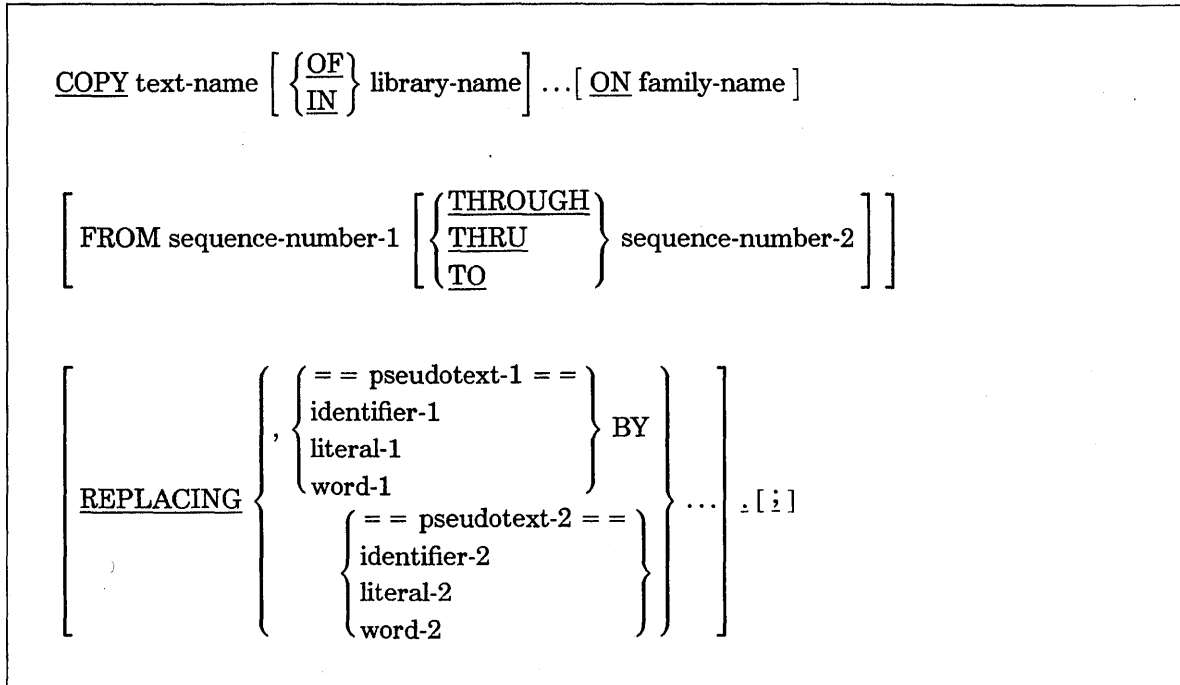 COPY text-name [ { OF
IN } library-name ] ...[ ON family-name ]
[ FROM sequence-number-1 [ { THROUGH
THRU
TO } sequence-number-2 ] ]
[ REPLACING { , { = = pseudotext-1 = =
identifier-1
literal-1
word-1 } BY
{ = = pseudotext-2 = =
identifier-2
literal-2
word-2 } } ... ] .[ ; ]